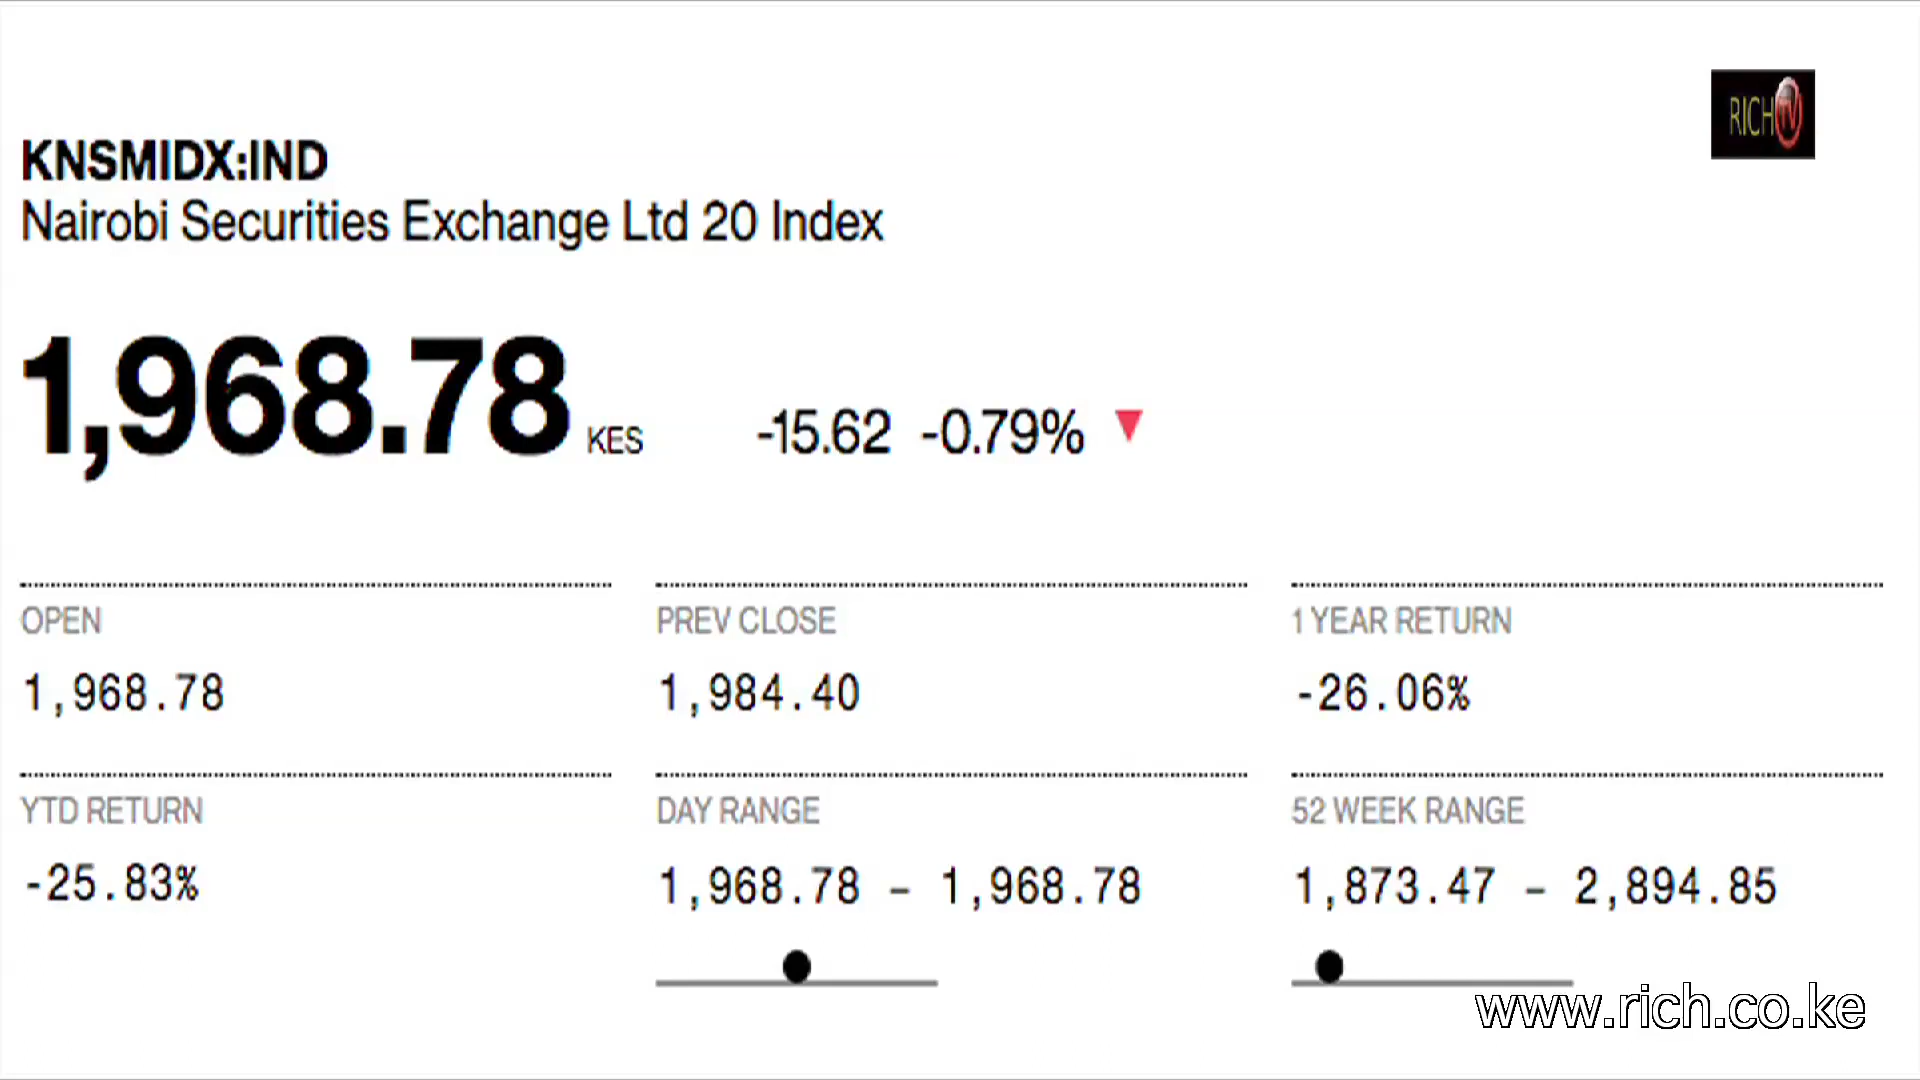 RICHTV
KNSMIDX:IND
Nairobi Securities Exchange Ltd 20 Index
1,968.78 KES -15.62 -0.79% ▼
OPEN PREV CLOSE 1 YEAR RETURN
1,968.78 1,984.40 -26.06%
YTD RETURN DAY RANGE 52 WEEK RANGE
-25.83% 1,968.78 – 1,968.78 1,873.47 – 2,894.85
www.rich.co.ke